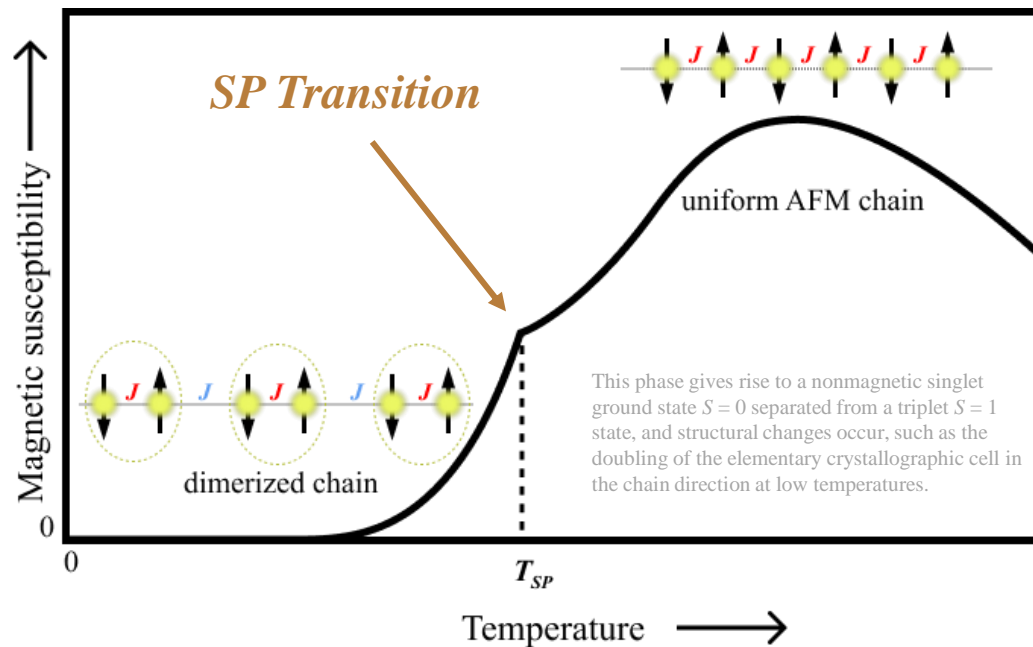 SP Transition
J J J J J
uniform AFM chain
Magnetic susceptibility
J J J J J
dimerized chain
This phase gives rise to a nonmagnetic singlet
ground state S = 0 separated from a triplet S = 1
state, and structural changes occur, such as the
doubling of the elementary crystallographic cell in
the chain direction at low temperatures.
0
0
TSP
Temperature